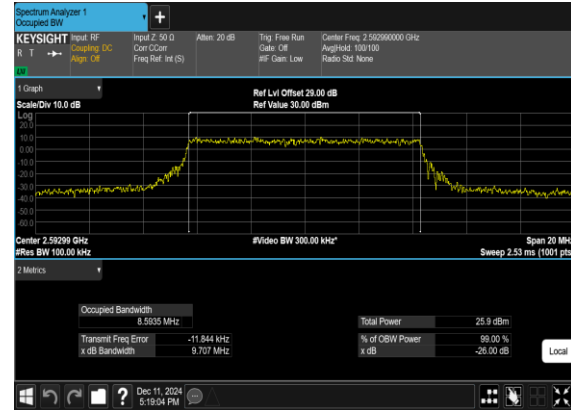 Spectrum Analyzer 1
Occupied BW
+
KEYSIGHT Input: RF Input Z: 50 Ω Atten: 20 dB Trig: Free Run Center Freq: 2.592990000 GHz
R T Coupling: DC Corr CCorr Gate: Off Avg|Hold: 100/100
Align: Off Freq Ref: Int (S) #IF Gain: Low Radio Std: None
LU
1 Graph Ref Lvl Offset 29.00 dB
Scale/Div 10.0 dB Ref Value 30.00 dBm
Log
20.0
10.0
0.00
-10.0
-20.0
-30.0
-40.0
-50.0
-60.0
Center 2.59299 GHz #Video BW 300.00 kHz* Span 20 MHz
#Res BW 100.00 kHz Sweep 2.53 ms (1001 pts)
2 Metrics
Occupied Bandwidth
8.5935 MHz Total Power 25.9 dBm
Transmit Freq Error -11.844 kHz % of OBW Power 99.00 %
x dB Bandwidth 9.707 MHz x dB -26.00 dB
Local
? Dec 11, 2024
5:19:04 PM